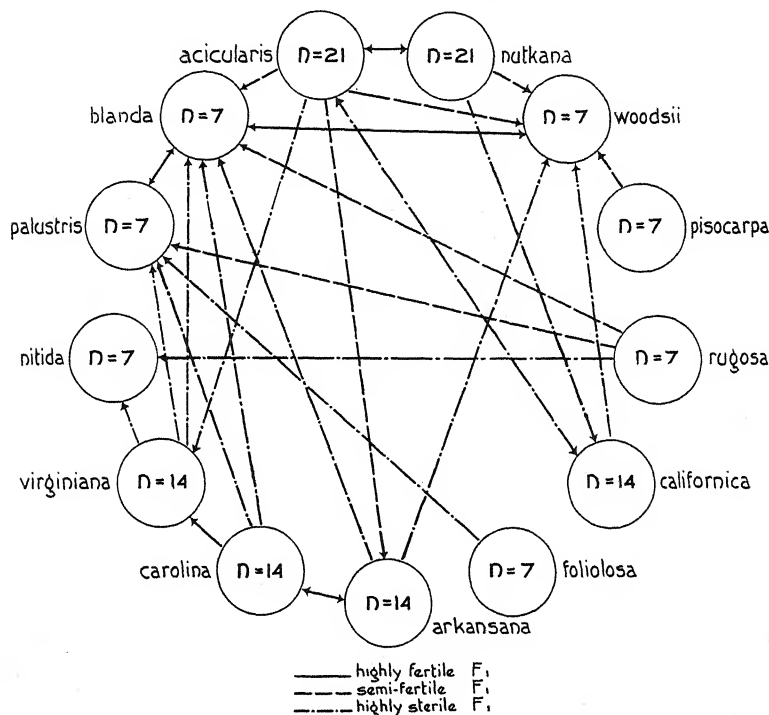 acicularis n=21 n=21 nutkana
blanda n=7 n=7 woodsii
palustris n=7 n=7 pisocarpa
nitida n=7 n=7 rugosa
virginiana n=14 n=14 californica
carolina n=14 n=14 n=7 foliolosa
arkansana
highly fertile F₁
semi-fertile F₁
highly sterile F₁